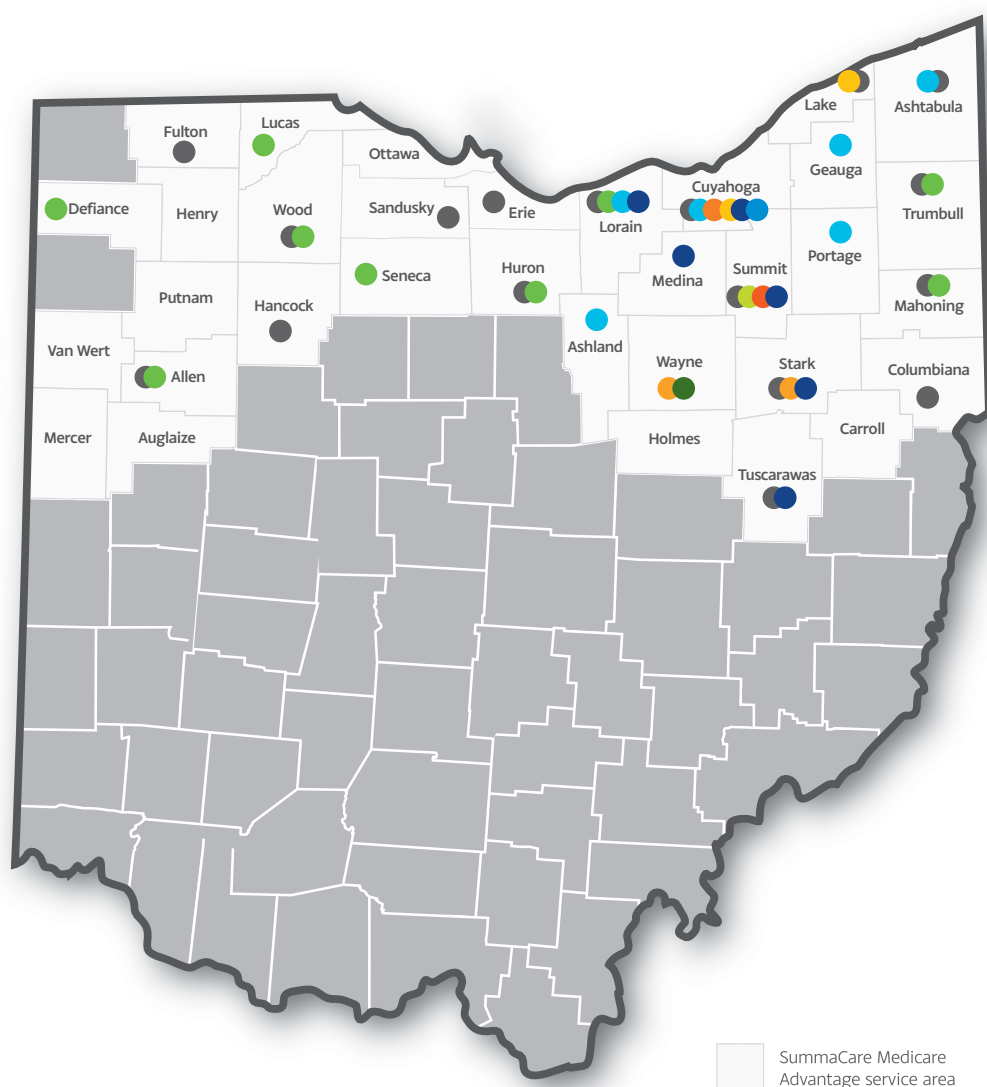 Lake
Ashtabula
Fulton
Lucas
Ottawa
Geauga
Defiance
Henry
Wood
Sandusky
Erie
Lorain
Cuyahoga
Trumbull
Seneca
Huron
Medina
Summit
Portage
Putnam
Hancock
Mahoning
Van Wert
Allen
Ashland
Wayne
Stark
Columbiana
Mercer
Auglaize
Holmes
Carroll
Tuscarawas
SummaCare Medicare
Advantage service area